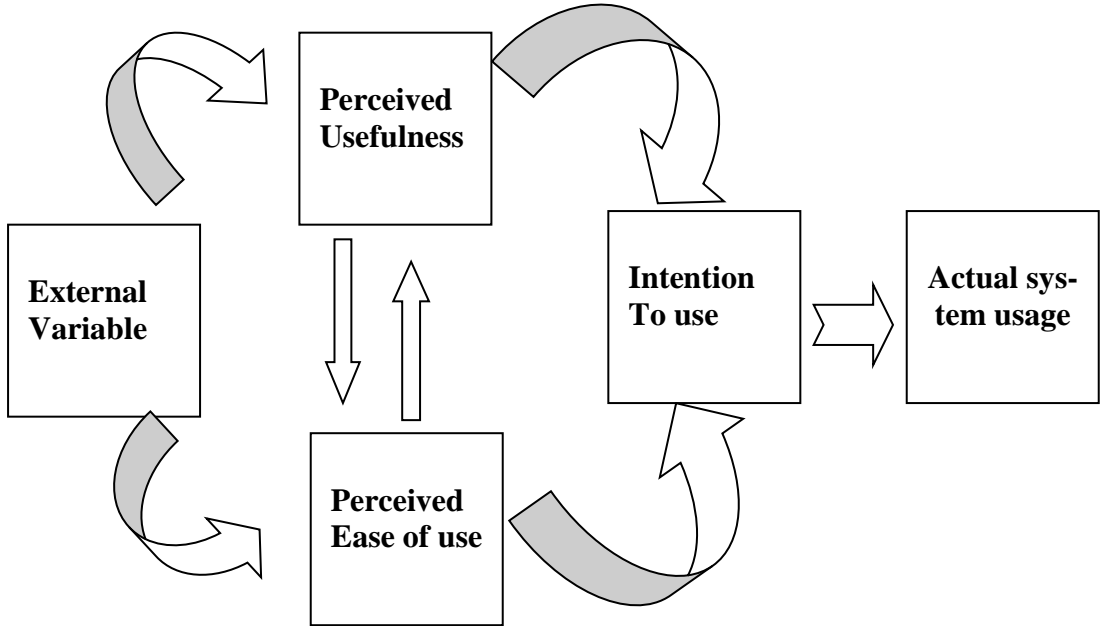 Perceived
Usefulness
External
Variable
Intention
To use
Actual sys-
tem usage
Perceived
Ease of use